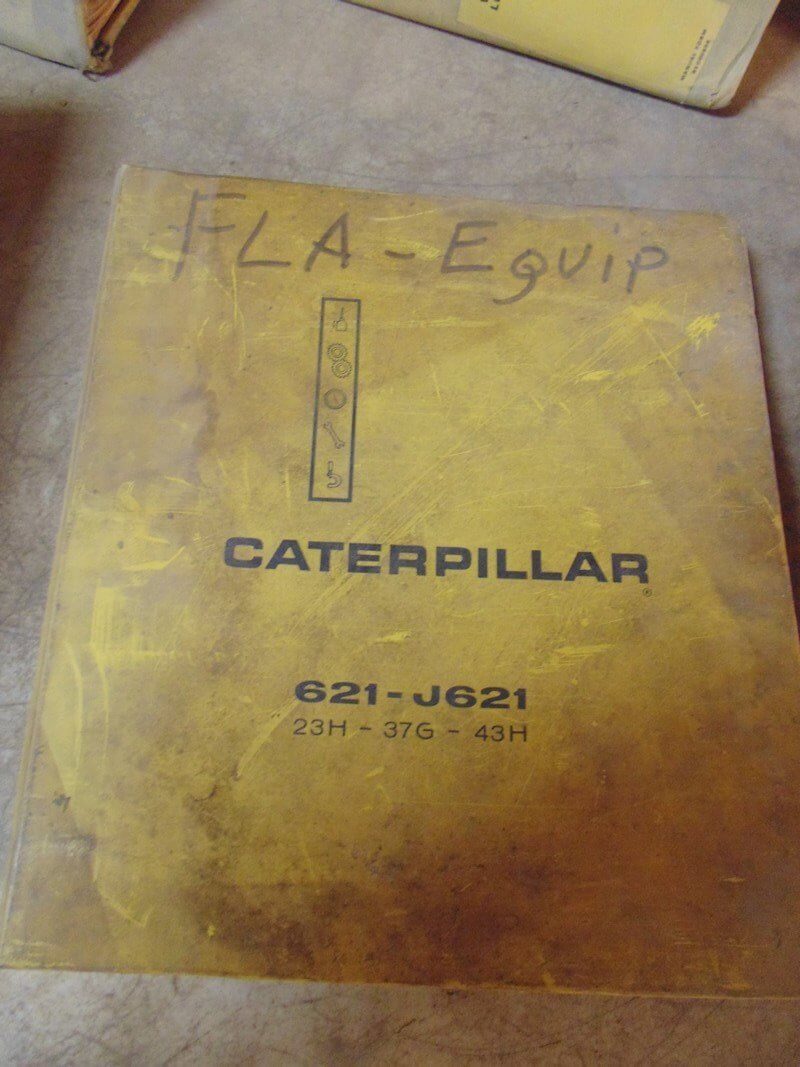 FLA - Equip
CATERPILLAR
®
621-J621
23H - 37G - 43H